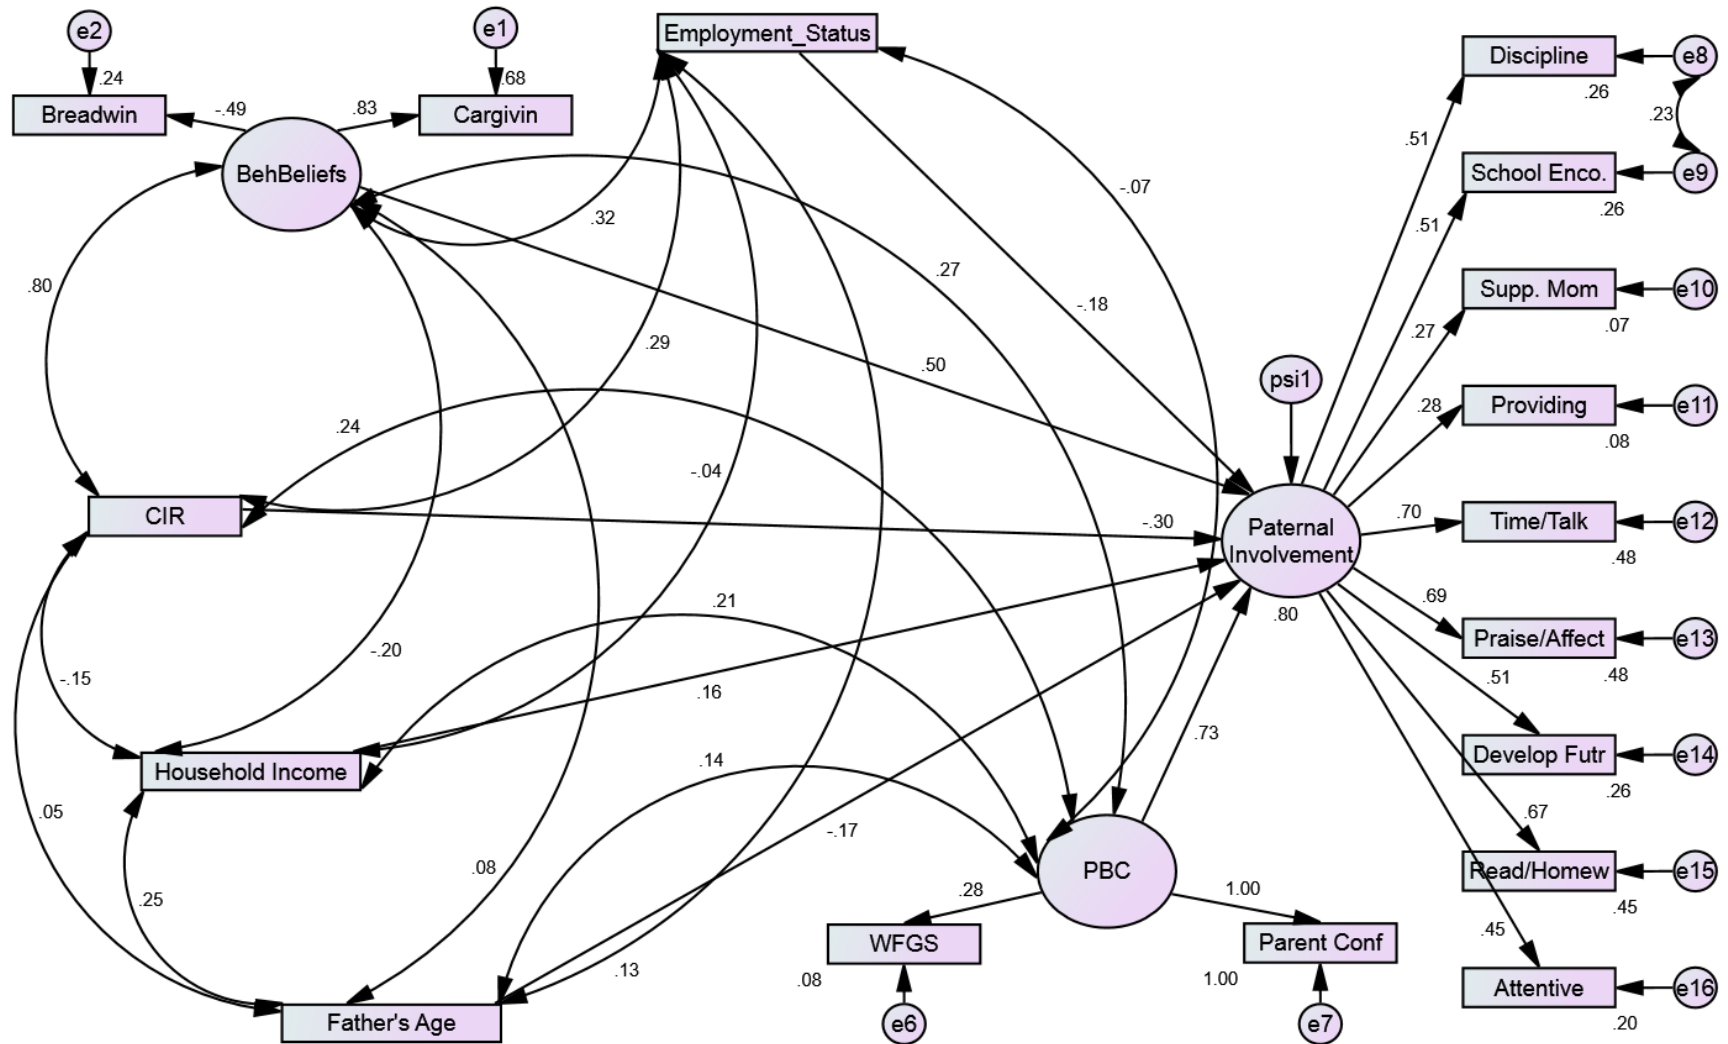 e2
e1
Employment_Status
e8
Discipline
.24
.68
.26
Breadwin
-.49
.83
Cargivin
.23
.51
BehBeliefs
School Enco.
e9
-.07
.26
.32
.51
.27
.80
Supp. Mom
e10
-.18
.07
.29
.27
.50
psi1
.28
Providing
e11
.24
.08
-.04
CIR
-.30
Paternal
Involvement
.70
Time/Talk
e12
.48
.69
.21
.80
Praise/Affect
e13
-.20
-.15
.51
.48
.16
.73
Household Income
.14
Develop Futr
e14
.26
.05
-.17
.67
.08
PBC
Read/Homew
e15
.25
.28
1.00
.45
.45
WFGS
Parent Conf
.13
.08
1.00
Attentive
e16
Father's Age
e6
e7
.20